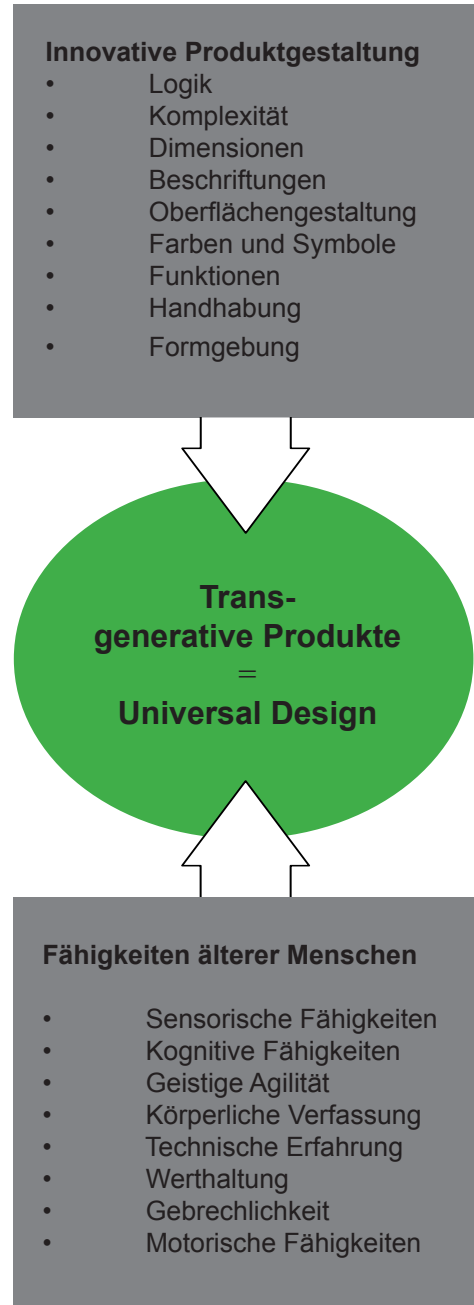 Innovative Produktgestaltung
• Logik
• Komplexität
• Dimensionen
• Beschriftungen
• Oberflächengestaltung
• Farben und Symbole
• Funktionen
• Handhabung
• Formgebung
Trans-
generative Produkte
=
Universal Design
Fähigkeiten älterer Menschen
• Sensorische Fähigkeiten
• Kognitive Fähigkeiten
• Geistige Agilität
• Körperliche Verfassung
• Technische Erfahrung
• Werthaltung
• Gebrechlichkeit
• Motorische Fähigkeiten